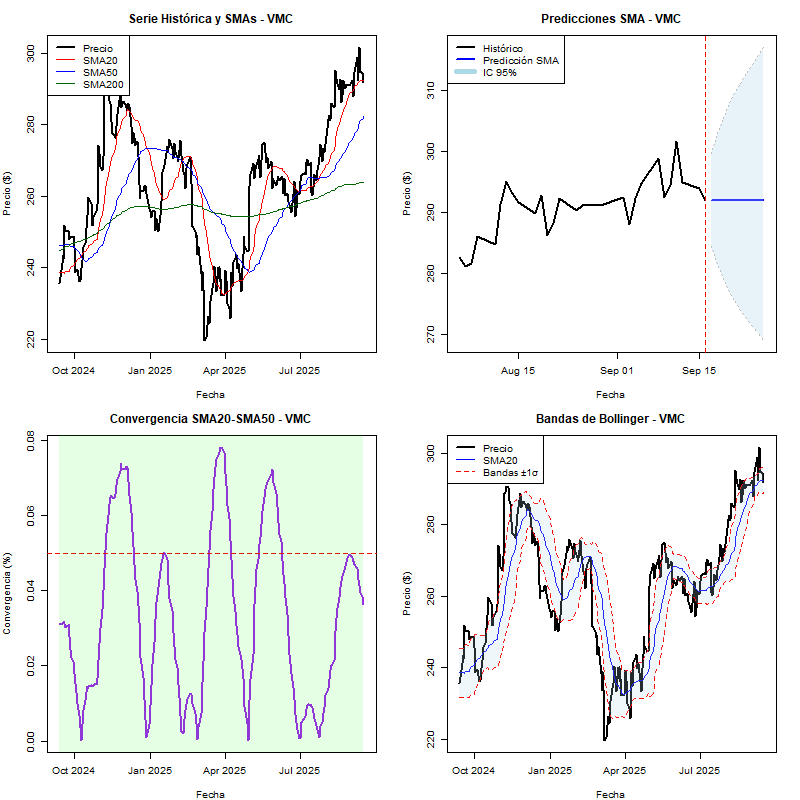 Serie Histórica y SMAs - VMC
Precio
SMA20
SMA50
SMA200
Precio ($)
300
280
260
240
220
Oct 2024
Jan 2025
Apr 2025
Jul 2025
Fecha
Predicciones SMA - VMC
Histórico
Predicción SMA
IC 95%
Precio ($)
310
300
290
280
270
Aug 15
Sep 01
Sep 15
Fecha
Convergencia SMA20-SMA50 - VMC
Convergencia (%)
0.08
0.06
0.04
0.02
0.00
Oct 2024
Jan 2025
Apr 2025
Jul 2025
Fecha
Bandas de Bollinger - VMC
Precio
SMA20
Bandas ±1σ
Precio ($)
300
280
260
240
220
Oct 2024
Jan 2025
Apr 2025
Jul 2025
Fecha